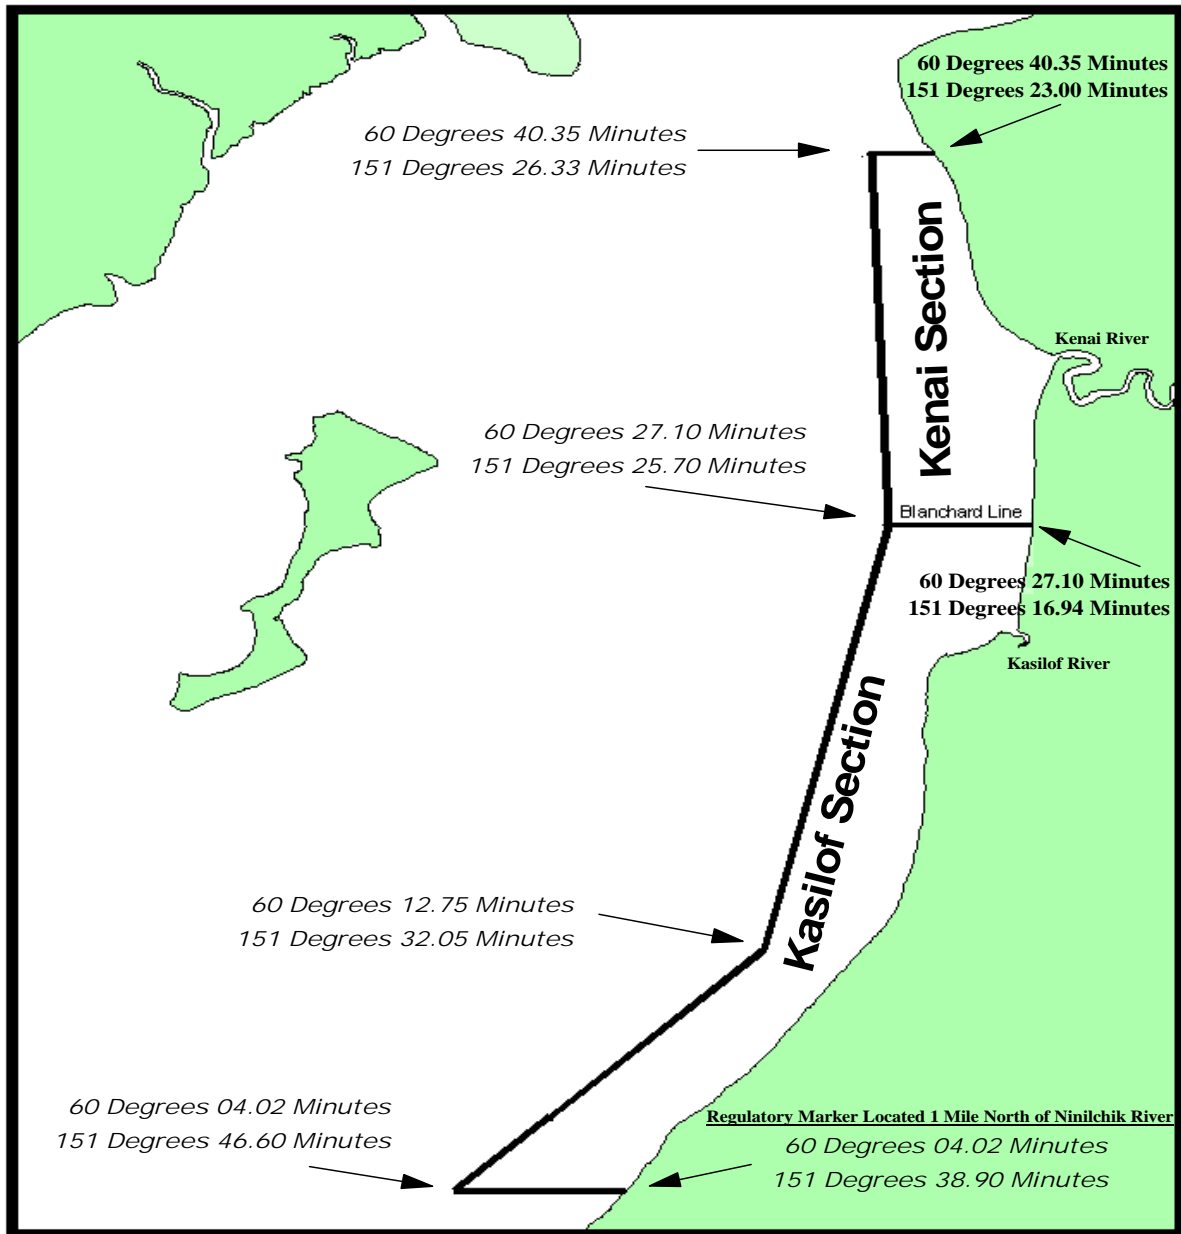 60 Degrees 40.35 Minutes
151 Degrees 23.00 Minutes
60 Degrees 40.35 Minutes
151 Degrees 26.33 Minutes
Kenai Section
Kenai River
60 Degrees 27.10 Minutes
151 Degrees 25.70 Minutes
Blanchard Line
60 Degrees 27.10 Minutes
151 Degrees 16.94 Minutes
Kasilof River
Kasilof Section
60 Degrees 12.75 Minutes
151 Degrees 32.05 Minutes
60 Degrees 04.02 Minutes
151 Degrees 46.60 Minutes
Regulatory Marker Located 1 Mile North of Ninilchik River
60 Degrees 04.02 Minutes
151 Degrees 38.90 Minutes